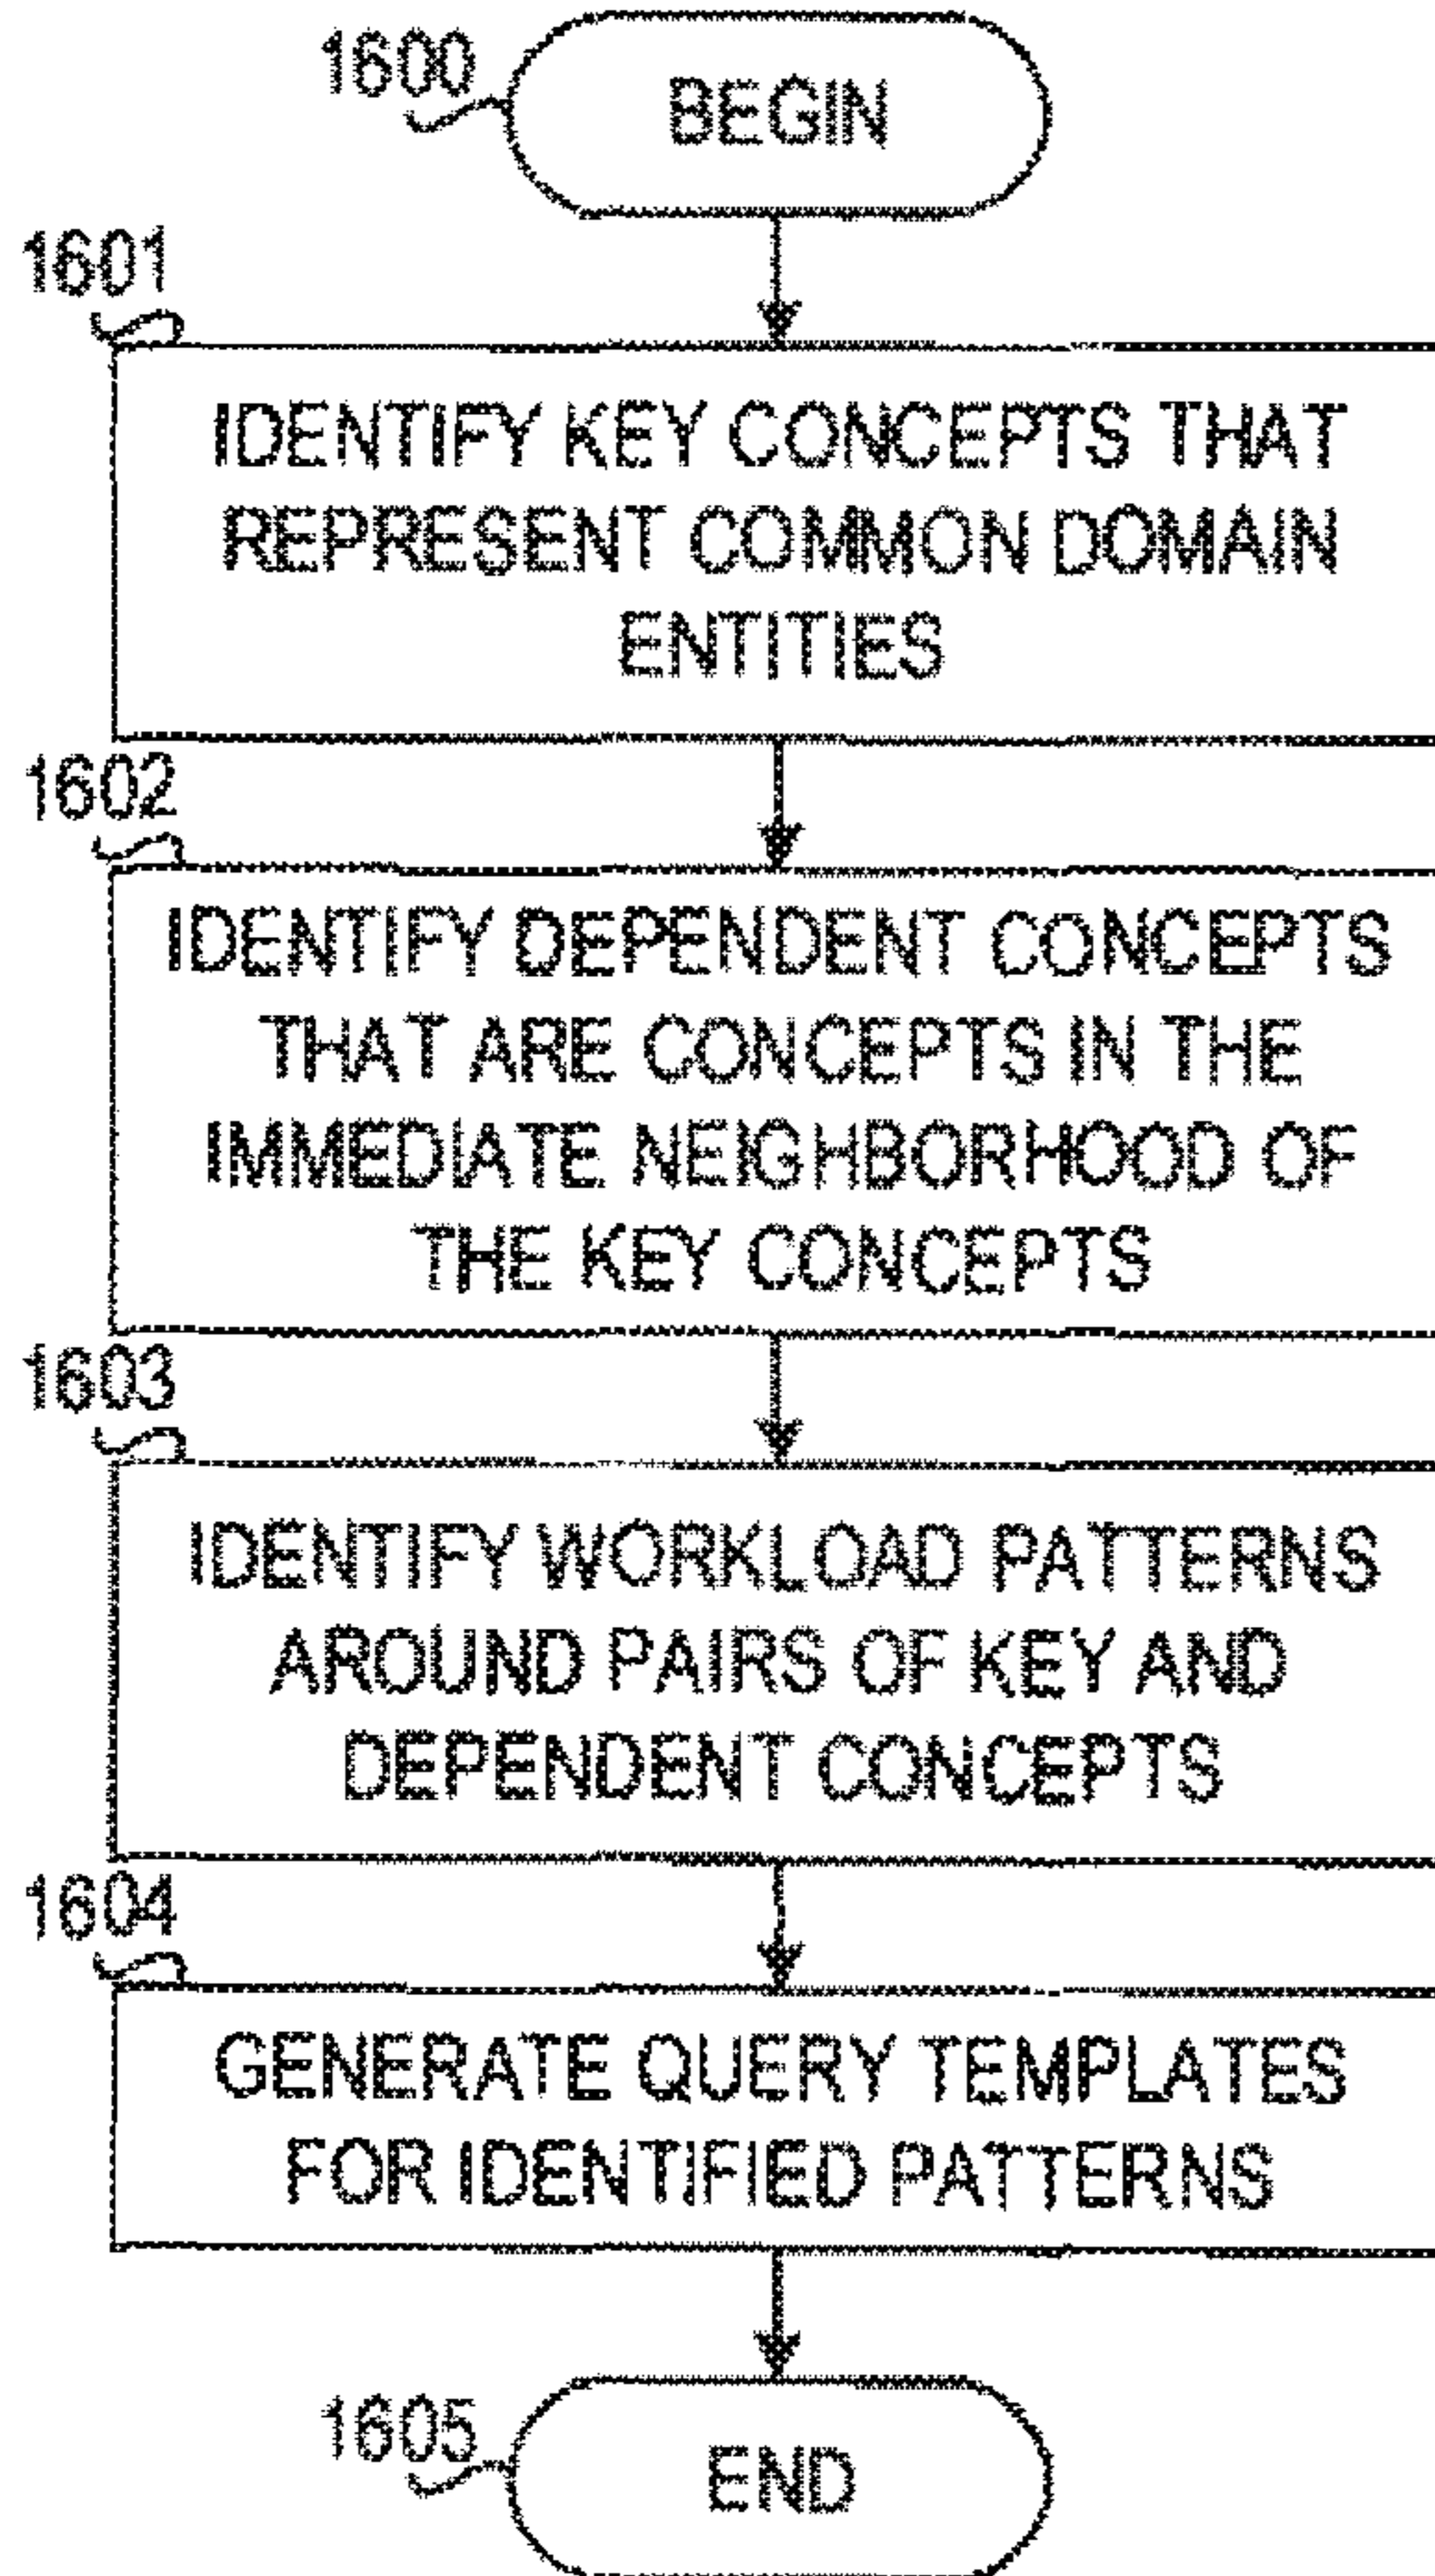 1600
BEGIN
1601
IDENTIFY KEY CONCEPTS THAT
REPRESENT COMMON DOMAIN
ENTITIES
1602
IDENTIFY DEPENDENT CONCEPTS
THAT ARE CONCEPTS IN THE
IMMEDIATE NEIGHBORHOOD OF
THE KEY CONCEPTS
1603
IDENTIFY WORKLOAD PATTERNS
AROUND PAIRS OF KEY AND
DEPENDENT CONCEPTS
1604
GENERATE QUERY TEMPLATES
FOR IDENTIFIED PATTERNS
1605
END